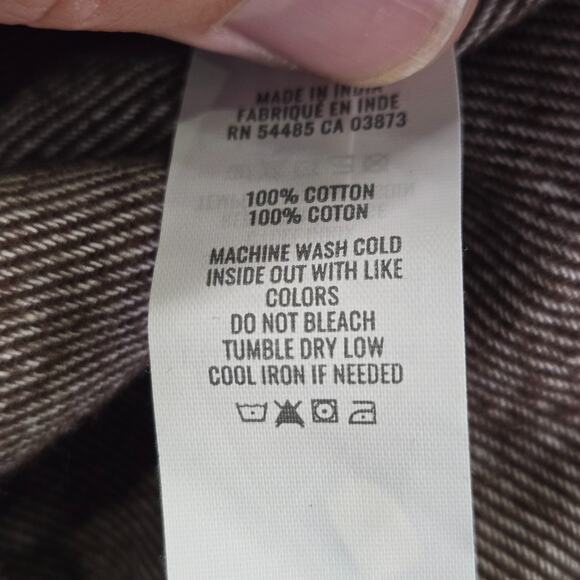 MADE IN INDIA
FABRIQUÉ EN INDE
RN 54485 CA 03873
100% COTTON
100% COTON
MACHINE WASH COLD
INSIDE OUT WITH LIKE
COLORS
DO NOT BLEACH
TUMBLE DRY LOW
COOL IRON IF NEEDED